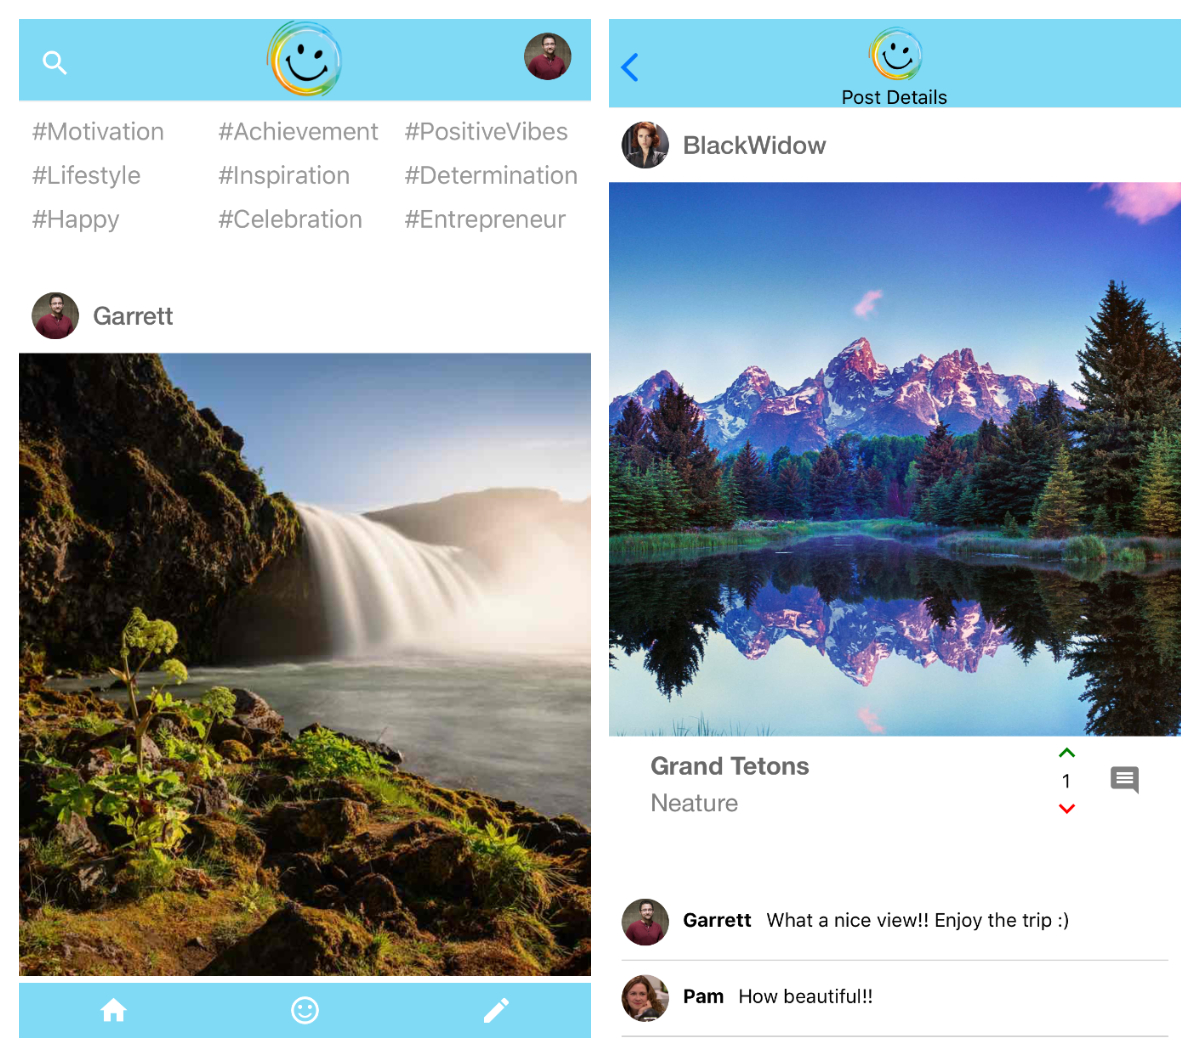 #Motivation #Achievement #PositiveVibes
#Lifestyle #Inspiration #Determination
#Happy #Celebration #Entrepreneur
Garrett
Post Details
BlackWidow
Grand Tetons
Neature
1
Garrett What a nice view!! Enjoy the trip :)
Pam How beautiful!!